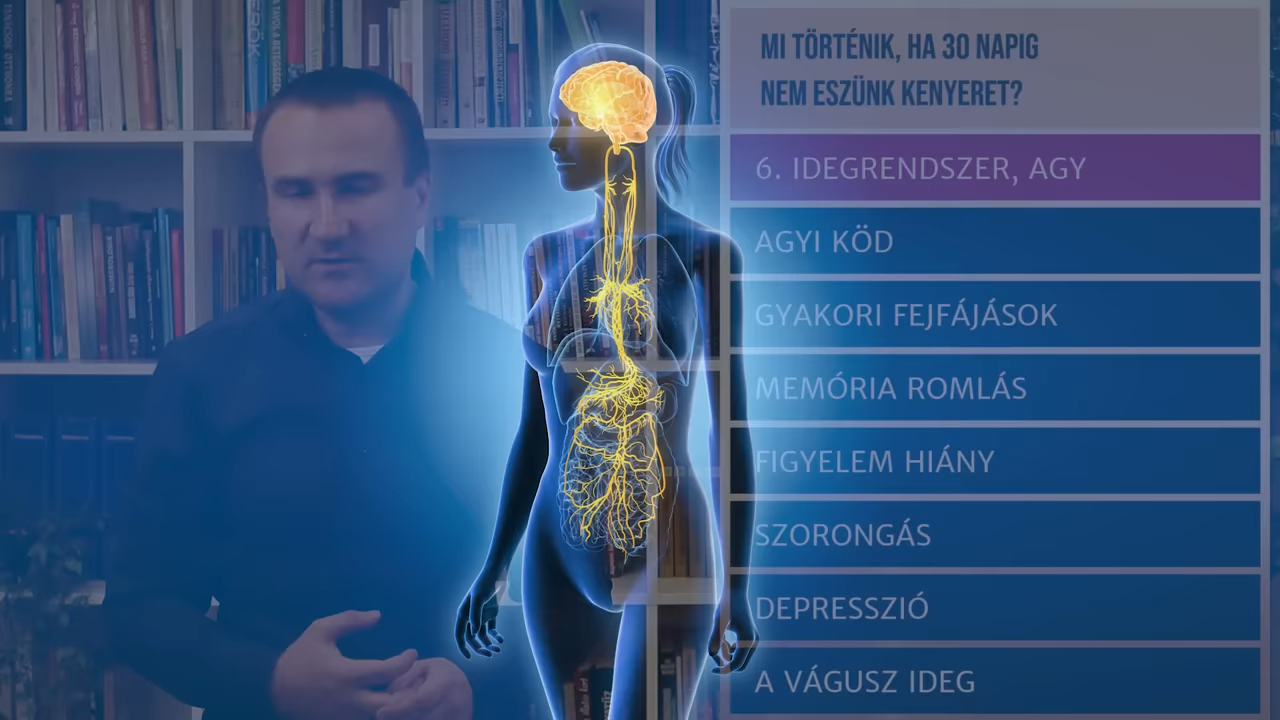 MI TÖRTÉNIK, HA 30 NAPIG
NEM ESZÜNK KENYERET?
6. IDEGRENDSZER, AGY
AGYI KÖD
GYAKORI FEJFÁJÁSOK
MEMÓRIA ROMLÁS
FIGYELEM HIÁNY
SZORONGÁS
DEPRESSZIÓ
A VÁGUSZ IDEG